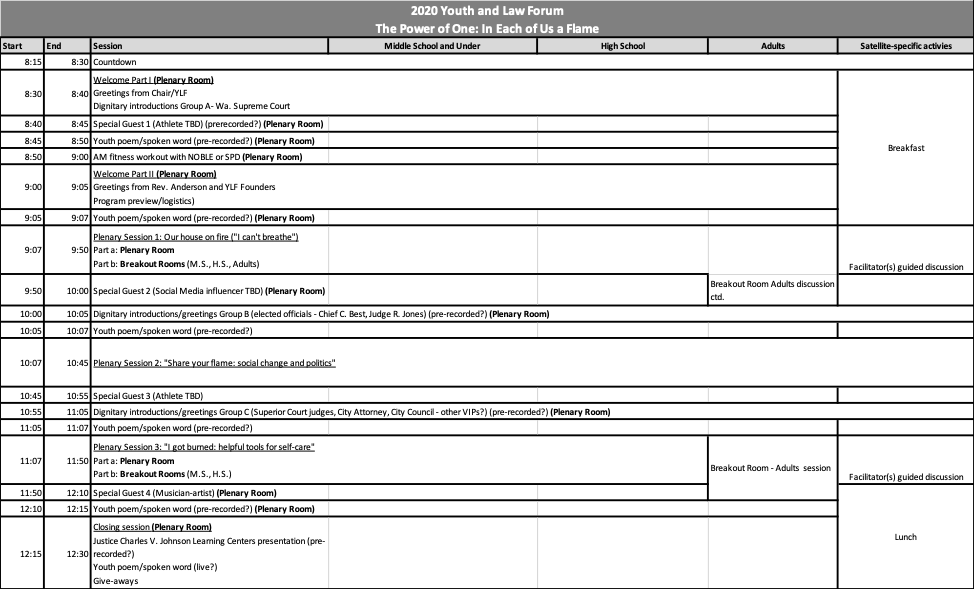 2020 Youth and Law Forum
The Power of One: In Each of Us a Flame
Start End Session Middle School and Under High School Adults Satellite-specific activies
8:15 8:30 Countdown
Welcome Part I (Plenary Room)
8:30 8:40 Greetings from Chair/YLF
Dignitary introductions Group A- Wa. Supreme Court
8:40 8:45 Special Guest 1 (Athlete TBD) (prerecorded?) (Plenary Room)
8:45 8:50 Youth poem/spoken word (pre-recorded?) (Plenary Room)
Breakfast
8:50 9:00 AM fitness workout with NOBLE or SPD (Plenary Room)
Welcome Part II (Plenary Room)
9:00 9:05 Greetings from Rev. Anderson and YLF Founders
Program preview/logistics)
9:05 9:07 Youth poem/spoken word (pre-recorded?) (Plenary Room)
Plenary Session 1: Our house on fire ("I can't breathe")
9:07 9:50 Part a: Plenary Room
Part b: Breakout Rooms (M.S., H.S., Adults)
Facilitator(s) guided discussion
9:50 10:00 Special Guest 2 (Social Media influencer TBD) (Plenary Room)
Breakout Room Adults discussion
ctd.
10:00 10:05 Dignitary introductions/greetings Group B (elected officials - Chief C. Best, Judge R. Jones) (pre-recorded?) (Plenary Room)
10:05 10:07 Youth poem/spoken word (pre-recorded?)
10:07 10:45 Plenary Session 2: "Share your flame: social change and politics"
10:45 10:55 Special Guest 3 (Athlete TBD)
10:55 11:05 Dignitary introductions/greetings Group C (Superior Court judges, City Attorney, City Council - other VIPs?) (pre-recorded?) (Plenary Room)
11:05 11:07 Youth poem/spoken word (pre-recorded?)
Plenary Session 3: "I got burned: helpful tools for self-care"
11:07 11:50 Part a: Plenary Room
Part b: Breakout Rooms (M.S., H.S.)
Breakout Room - Adults session
Facilitator(s) guided discussion
11:50 12:10 Special Guest 4 (Musician-artist) (Plenary Room)
12:10 12:15 Youth poem/spoken word (pre-recorded?) (Plenary Room)
Closing session (Plenary Room)
Lunch
Justice Charles V. Johnson Learning Centers presentation (pre-
12:15 12:30 recorded?)
Youth poem/spoken word (live?)
Give-aways